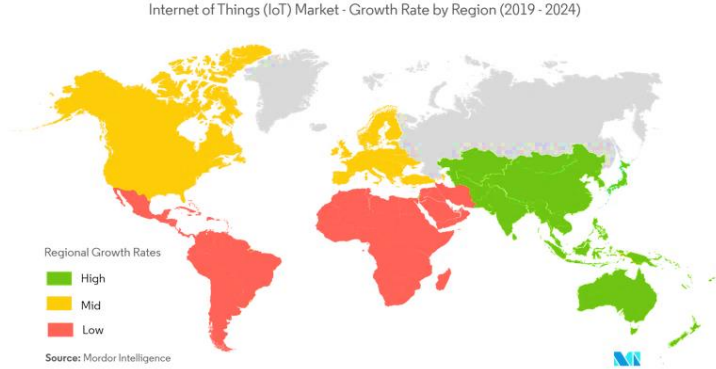 Internet of Things (IoT) Market - Growth Rate by Region (2019 - 2024)
Regional Growth Rates
High
Mid
Low
Source: Mordor Intelligence